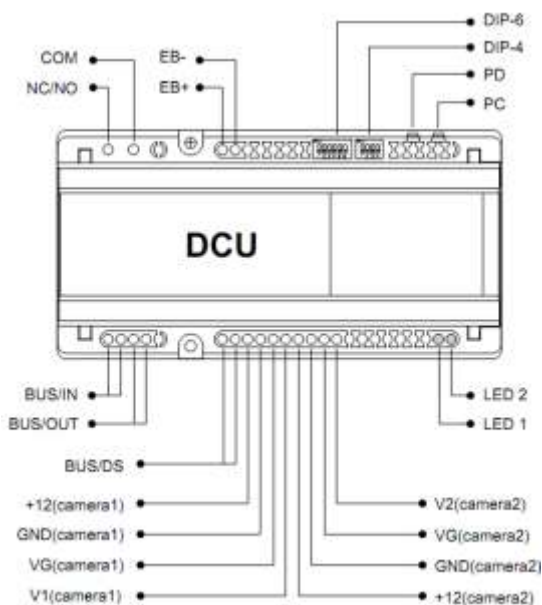 DIP-6
DIP-4
COM
EB-
PD
NC/NO
EB+
PC
DCU
BUS/IN
LED 2
BUS/OUT
LED 1
BUS/DS
+12(camera1)
V2(camera2)
GND(camera1)
VG(camera2)
VG(camera1)
GND(camera2)
V1(camera1)
+12(camera2)